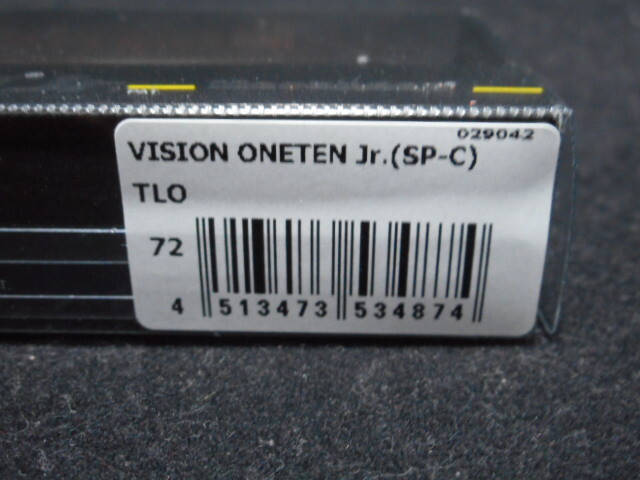 029042
VISION ONETEN Jr.(SP-C)
TLO
72
4 513473 534874